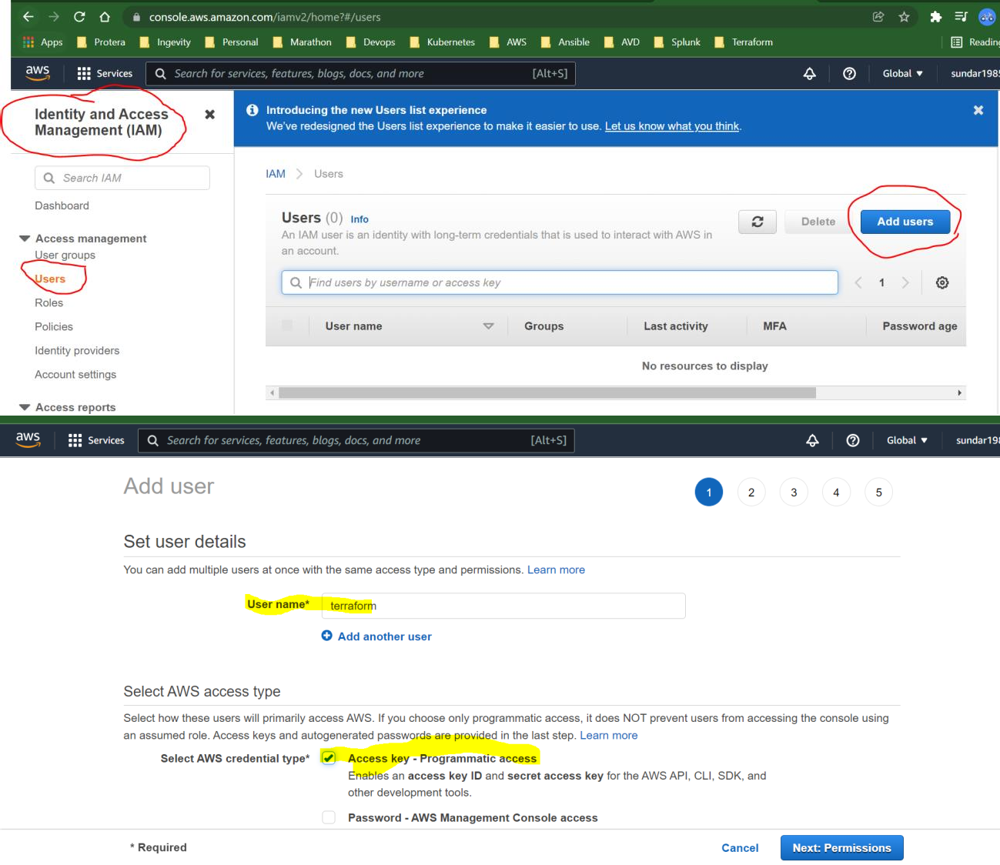 console.aws.amazon.com/iamv2/home?#/users
Apps Protera Ingevity Personal Marathon Devops Kubernetes AWS Ansible AVD Splunk Terraform Reading
aws Services Search for services, features, blogs, docs, and more [Alt+S] Global sundar1985
Identity and Access
Management (IAM)
Introducing the new Users list experience
We've redesigned the Users list experience to make it easier to use. Let us know what you think.
Search IAM
IAM Users
Dashboard
Users (0) Info
An IAM user is an identity with long-term credentials that is used to interact with AWS in
an account.
Delete
Add users
Access management
User groups
Users
Find users by username or access key
1
Roles
Policies
User name Groups Last activity MFA Password age
Identity providers
No resources to display
Account settings
Access reports
aws Services Search for services, features, blogs, docs, and more [Alt+S] Global sundar198
Add user
1 2 3 4 5
Set user details
You can add multiple users at once with the same access type and permissions. Learn more
User name* terraform
Add another user
Select AWS access type
Select how these users will primarily access AWS. If you choose only programmatic access, it does NOT prevent users from accessing the console using
an assumed role. Access keys and autogenerated passwords are provided in the last step. Learn more
Select AWS credential type* Access key - Programmatic access
Enables an access key ID and secret access key for the AWS API, CLI, SDK, and
other development tools.
Password - AWS Management Console access
* Required
Cancel
Next: Permissions